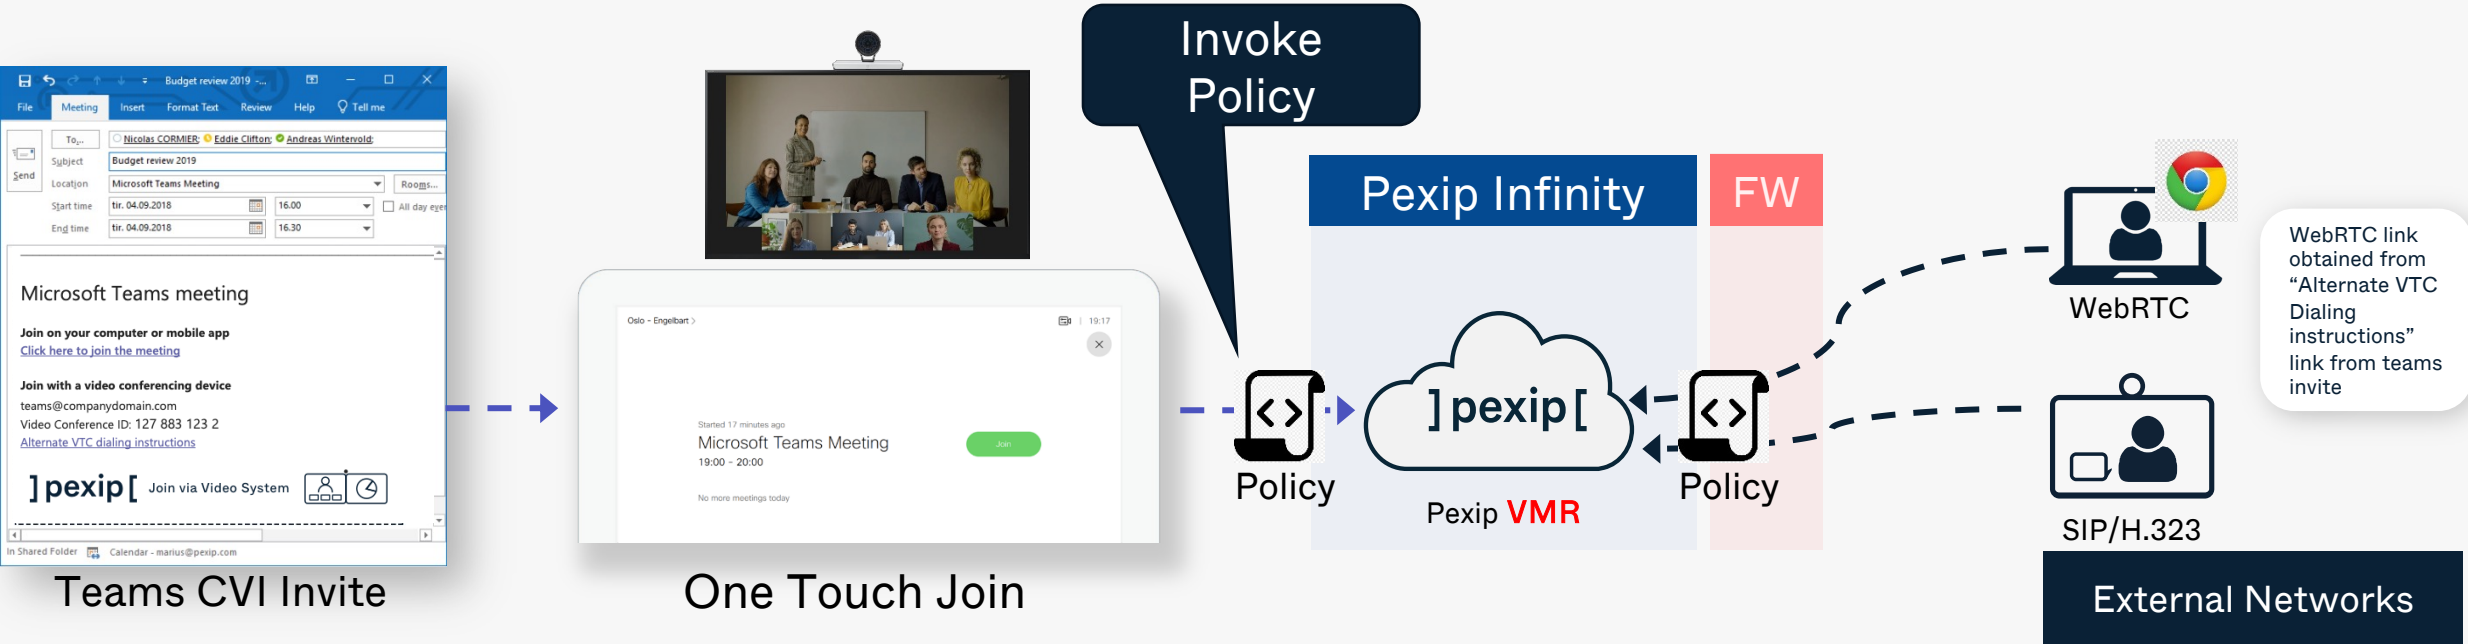 Budget review 2019 -...
File Meeting Insert Format Text Review Help Tell me
To... Nicolas CORMIER; Eddie Clifton; Andreas Wintervold;
Subject Budget review 2019
Send
Location Microsoft Teams Meeting Rooms...
Start time tir. 04.09.2018 16.00 All day even
End time tir. 04.09.2018 16.30
Microsoft Teams meeting
Join on your computer or mobile app
Click here to join the meeting
Join with a video conferencing device
teams@companydomain.com
Video Conference ID: 127 883 123 2
Alternate VTC dialing instructions
]pexip[ Join via Video System
In Shared Folder Calendar - marius@pexip.com
Teams CVI Invite
Oslo - Engelbart > 19:17
Started 17 minutes ago
Microsoft Teams Meeting
19:00 - 20:00
Join
No more meetings today
One Touch Join
Invoke
Policy
Policy
Pexip Infinity
]pexip[
Pexip VMR
FW
Policy
WebRTC
SIP/H.323
External Networks
WebRTC link
obtained from
“Alternate VTC
Dialing
instructions”
link from teams
invite